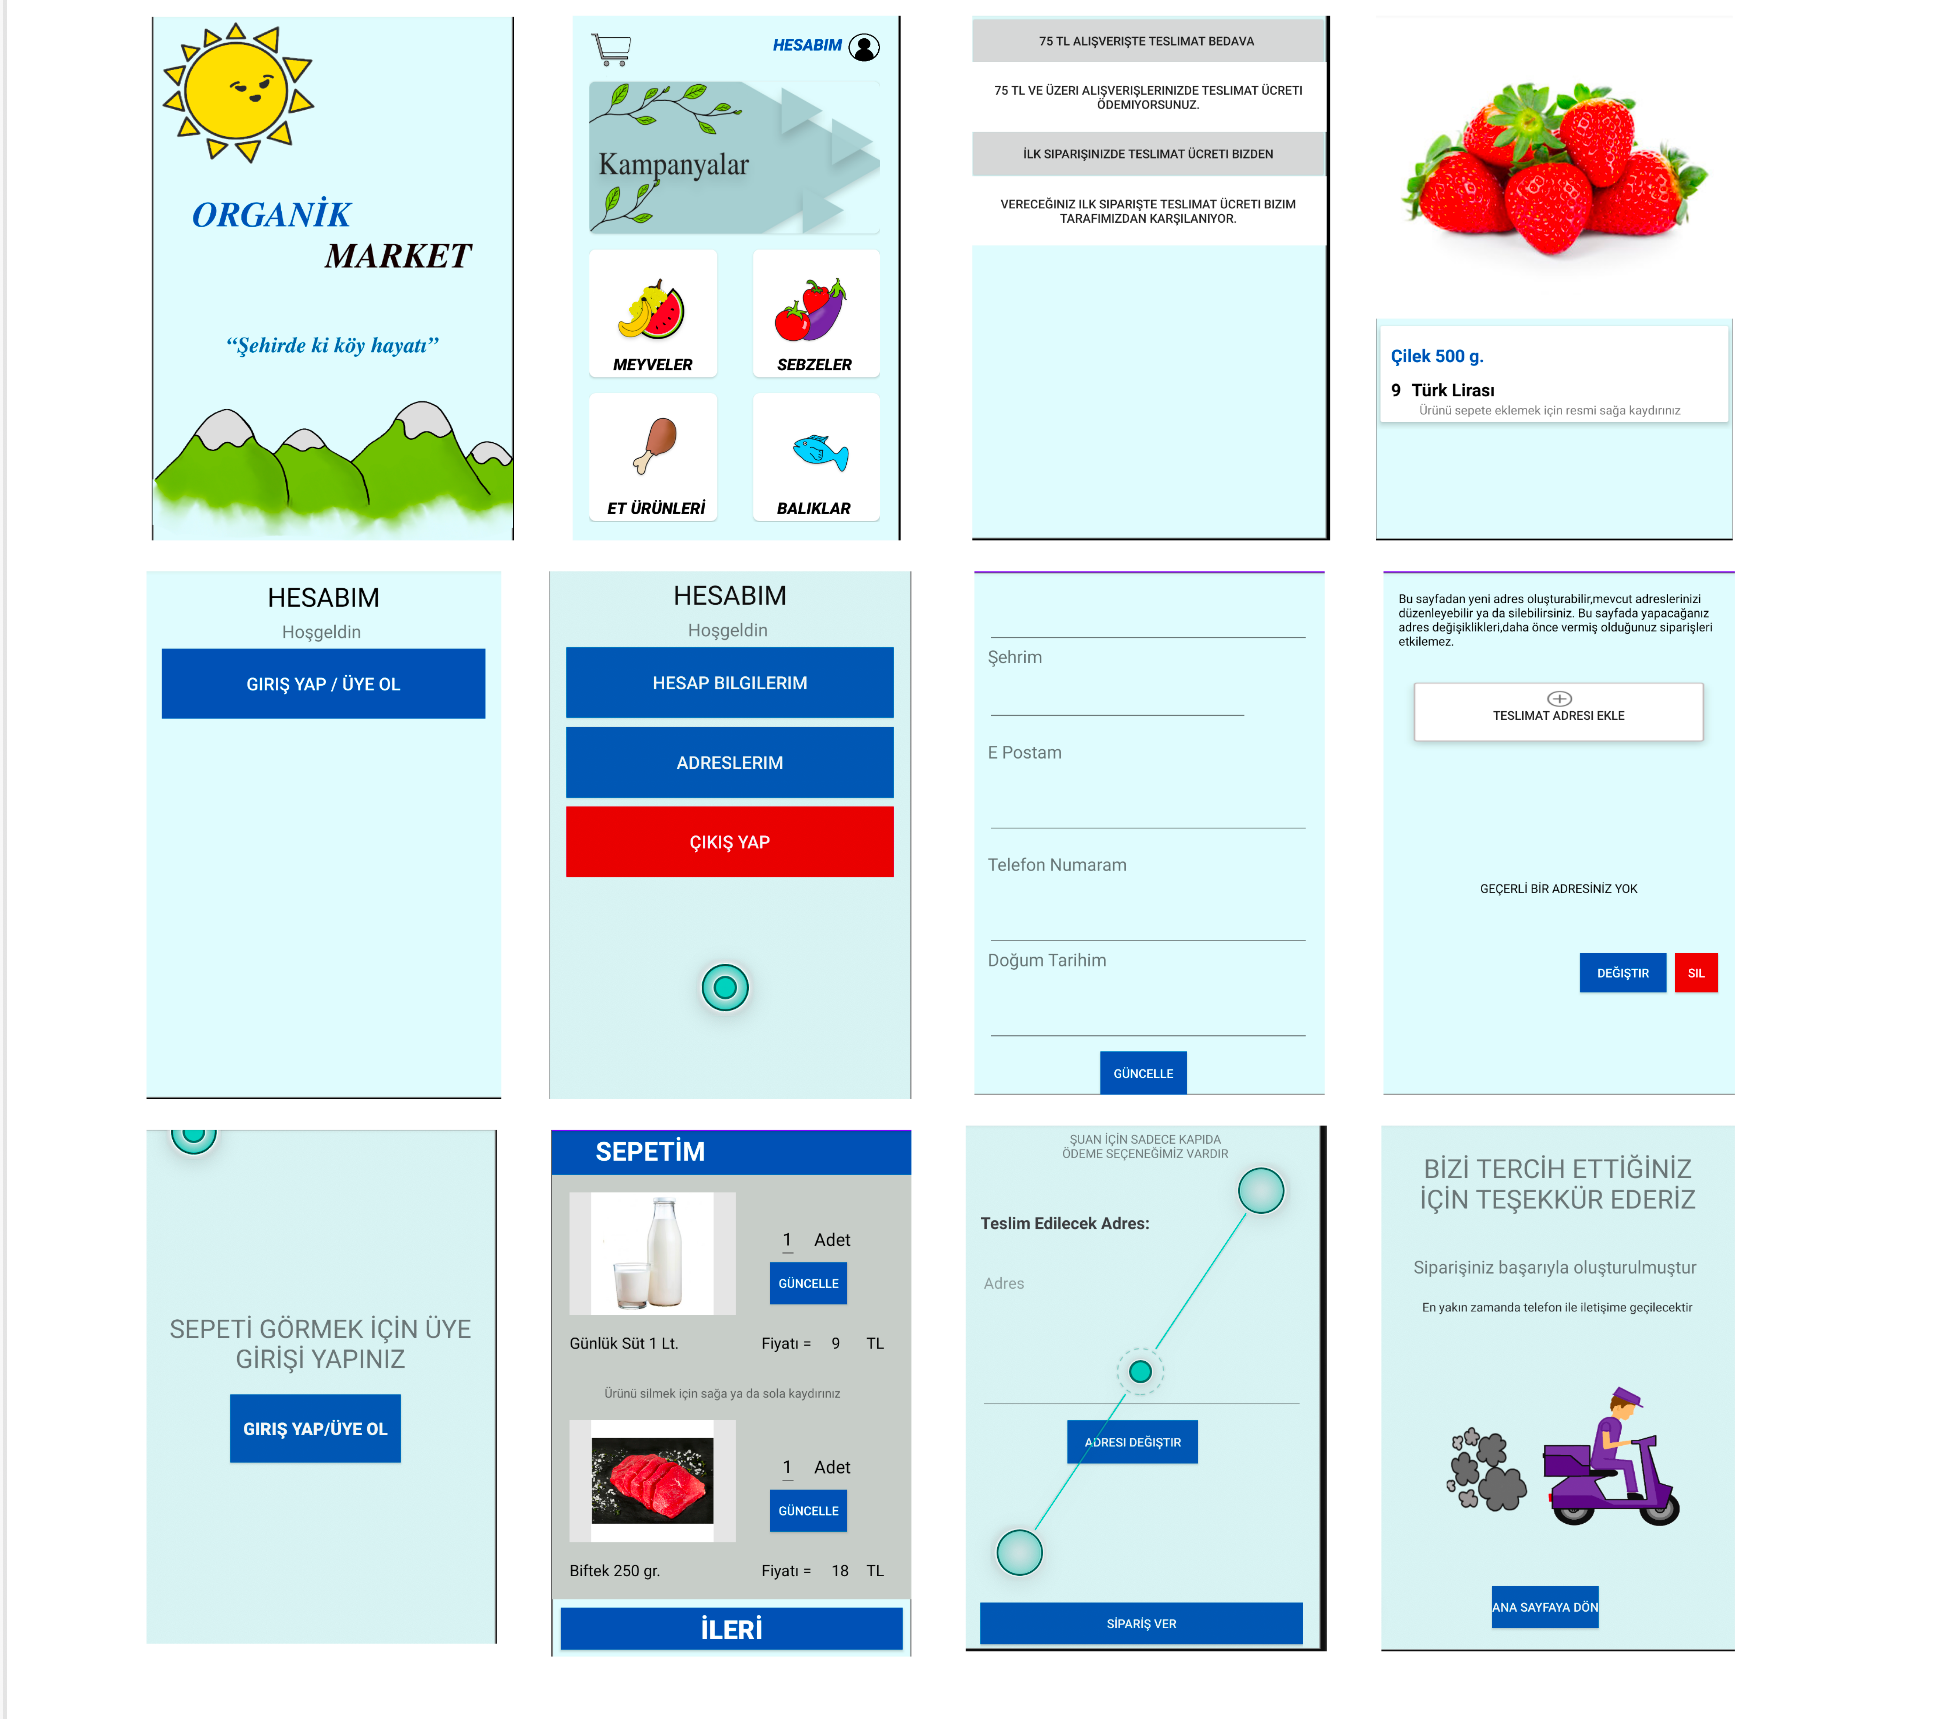 ORGANİK
MARKET
“Şehirde ki köy hayatı”
HESABIM
Kampanyalar
MEYVELER
SEBZELER
ET ÜRÜNLERİ
BALIKLAR
75 TL ALIŞVERIŞTE TESLIMAT BEDAVA
75 TL VE ÜZERI ALIŞVERIŞLERINIZDE TESLIMAT ÜCRETI
ÖDEMIYORSUNUZ.
İLK SIPARIŞINIZDE TESLIMAT ÜCRETI BIZDEN
VERECEĞINIZ ILK SIPARIŞTE TESLIMAT ÜCRETI BIZIM
TARAFIMIZDAN KARŞILANIYOR.
Çilek 500 g.
9 Türk Lirası
Ürünü sepete eklemek için resmi sağa kaydırınız
HESABIM
Hoşgeldin
GIRIŞ YAP / ÜYE OL
HESABIM
Hoşgeldin
HESAP BILGILERIM
ADRESLERIM
ÇIKIŞ YAP
Şehrim
E Postam
Telefon Numaram
Doğum Tarihim
GÜNCELLE
Bu sayfadan yeni adres oluşturabilir,mevcut adreslerinizi
düzenleyebilir ya da silebilirsiniz. Bu sayfada yapacağanız
adres değişiklikleri,daha önce vermiş olduğunuz siparişleri
etkilemez.
TESLIMAT ADRESI EKLE
GEÇERLİ BİR ADRESİNİZ YOK
DEĞIŞTIR
SIL
SEPETİ GÖRMEK İÇİN ÜYE
GİRİŞİ YAPINIZ
GIRIŞ YAP/ÜYE OL
SEPETİM
1 Adet
GÜNCELLE
Günlük Süt 1 Lt.
Fiyatı = 9 TL
Ürünü silmek için sağa ya da sola kaydırınız
1 Adet
GÜNCELLE
Biftek 250 gr.
Fiyatı = 18 TL
İLERİ
ŞUAN İÇİN SADECE KAPIDA
ÖDEME SEÇENEĞİMİZ VARDIR
Teslim Edilecek Adres:
Adres
ADRESI DEĞIŞTIR
SİPARİŞ VER
BİZİ TERCİH ETTİĞİNİZ
İÇİN TEŞEKKÜR EDERİZ
Siparişiniz başarıyla oluşturulmuştur
En yakın zamanda telefon ile iletişime geçilecektir
ANA SAYFAYA DÖN